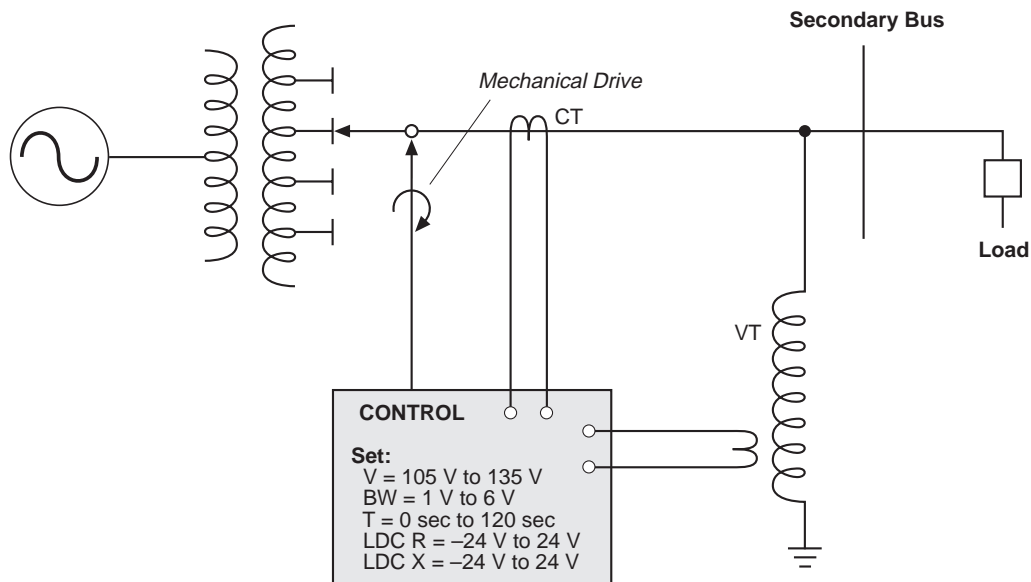 Secondary Bus
Mechanical Drive
CT
Load
VT
CONTROL
Set:
V = 105 V to 135 V
BW = 1 V to 6 V
T = 0 sec to 120 sec
LDC R = –24 V to 24 V
LDC X = –24 V to 24 V